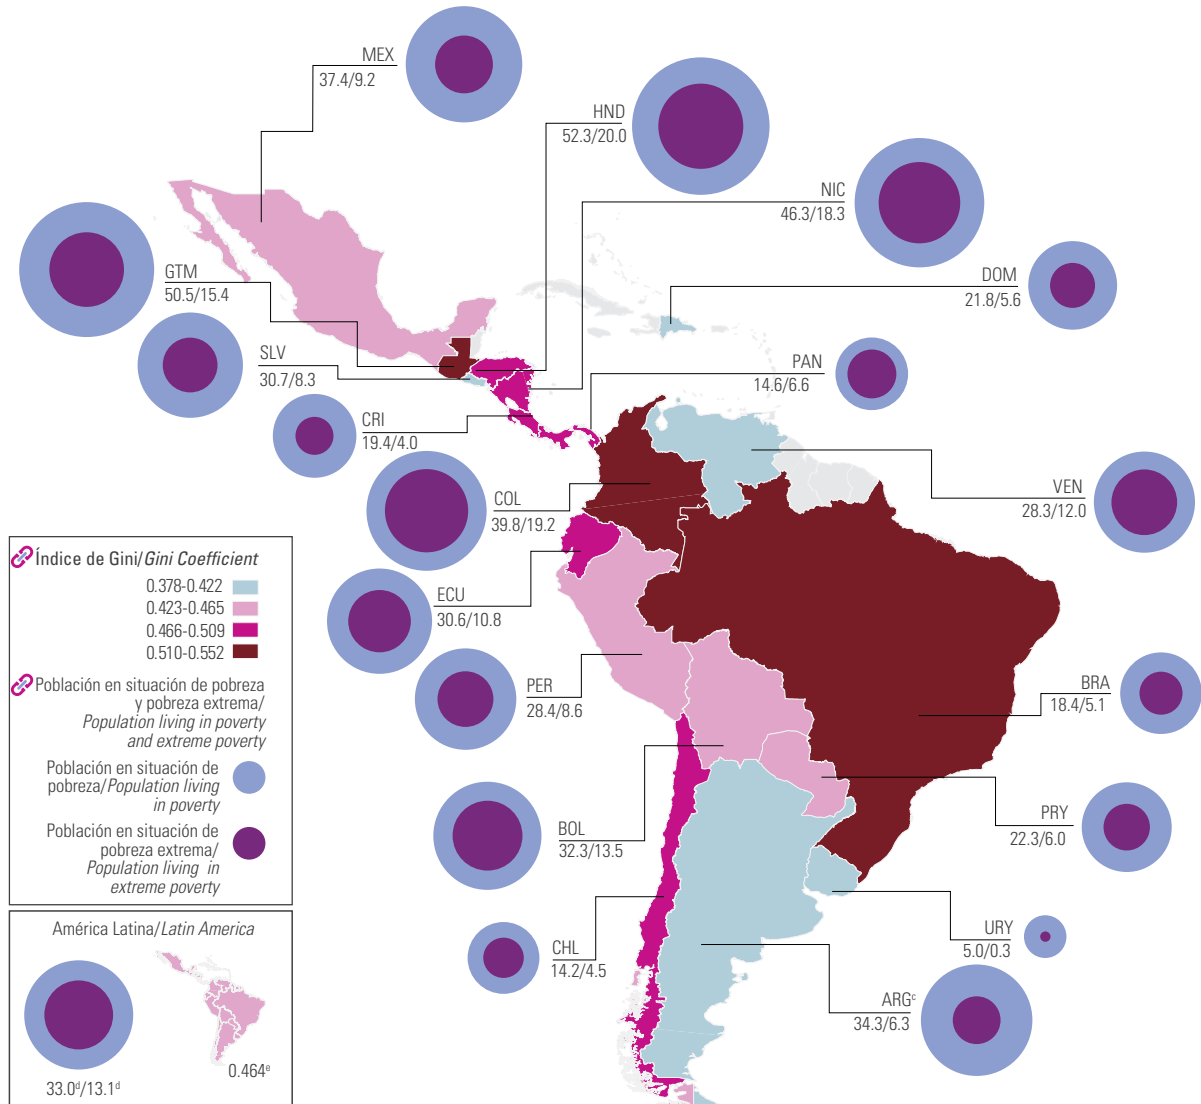 MEX
37.4/9.2
HND
52.3/20.0
NIC
46.3/18.3
GTM
50.5/15.4
DOM
21.8/5.6
SLV
30.7/8.3
PAN
14.6/6.6
CRI
19.4/4.0
COL
39.8/19.2
VEN
28.3/12.0
Índice de Gini/Gini Coefficient
0.378-0.422
0.423-0.465
0.466-0.509
0.510-0.552
Población en situación de pobreza
y pobreza extrema/
Population living in poverty
and extreme poverty
Población en situación de
pobreza/Population living
in poverty
Población en situación de
pobreza extrema/
Population living in
extreme poverty
ECU
30.6/10.8
PER
28.4/8.6
BRA
18.4/5.1
BOL
32.3/13.5
PRY
22.3/6.0
CHL
14.2/4.5
URY
5.0/0.3
ARGᶜ
34.3/6.3
América Latina/Latin America
0.464ᵉ
33.0ᵈ/13.1ᵈ